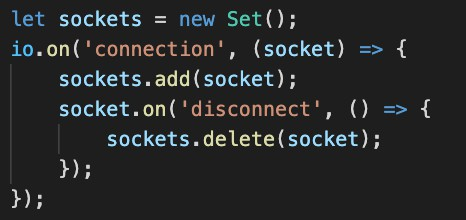 let sockets = new Set();
io.on('connection', (socket) => {
    sockets.add(socket);
    socket.on('disconnect', () => {
        sockets.delete(socket);
    });
});